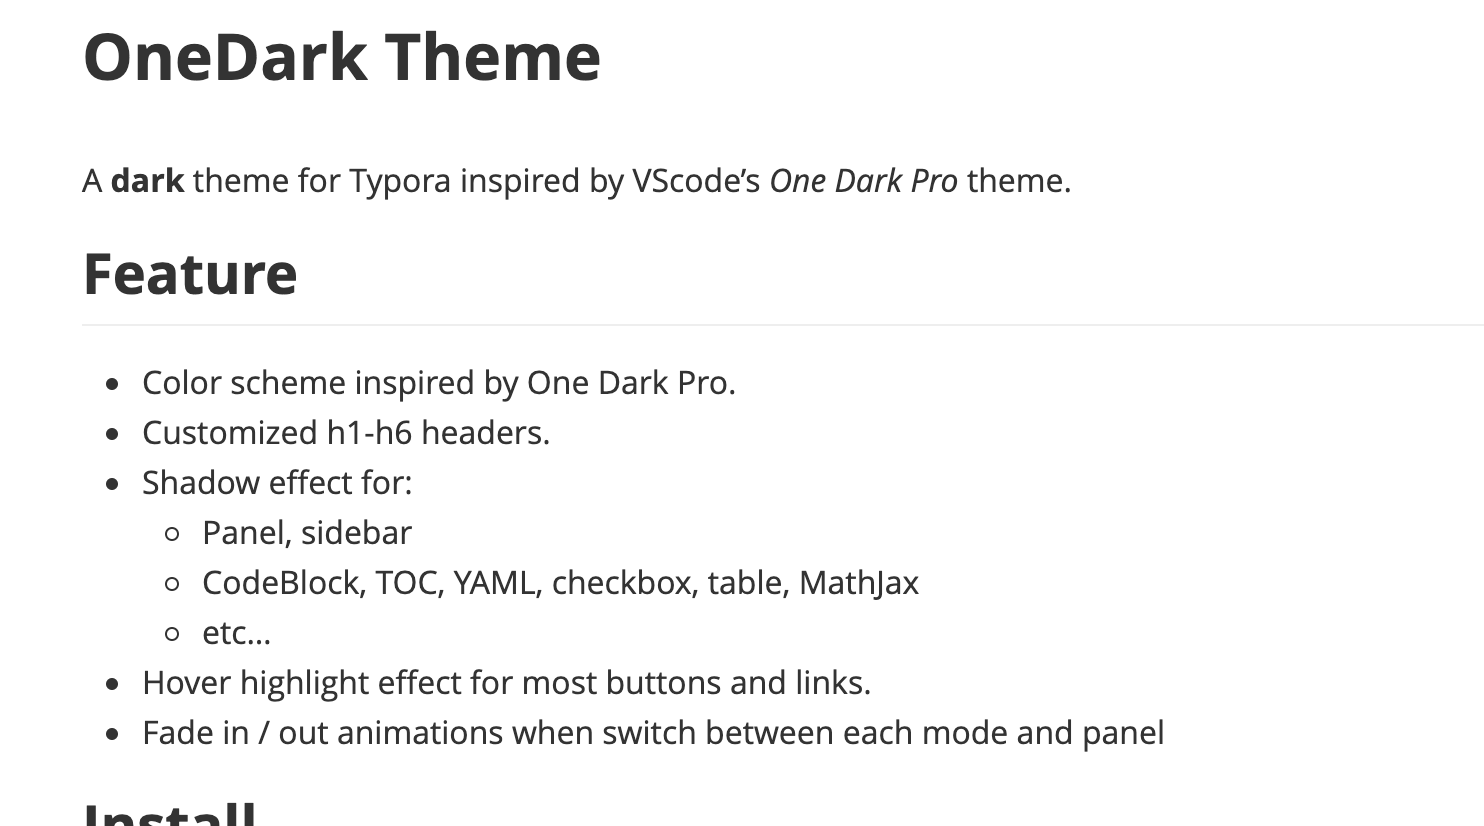 OneDark Theme
A dark theme for Typora inspired by VScode’s One Dark Pro theme.
Feature
Color scheme inspired by One Dark Pro.
Customized h1-h6 headers.
Shadow effect for:
Panel, sidebar
CodeBlock, TOC, YAML, checkbox, table, MathJax
etc…
Hover highlight effect for most buttons and links.
Fade in / out animations when switch between each mode and panel
Install